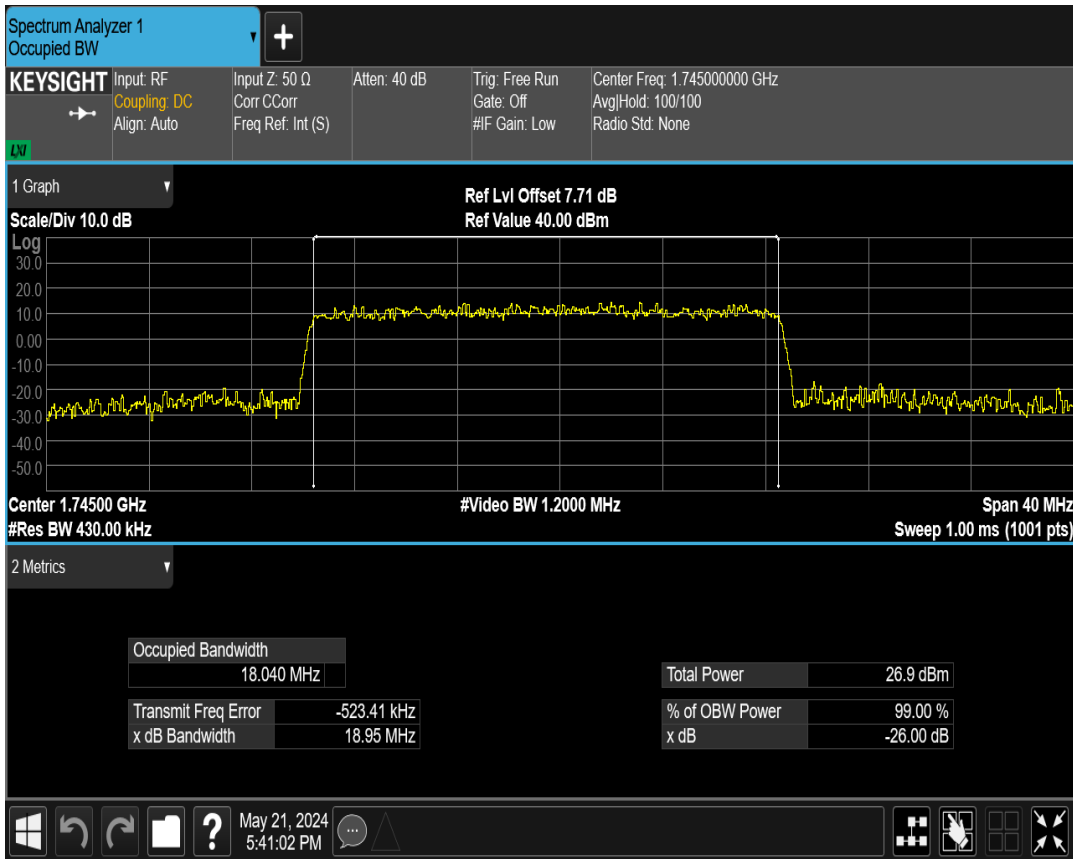 Spectrum Analyzer 1
Occupied BW
+
KEYSIGHT
LXI
Input: RF
Coupling: DC
Align: Auto
Input Z: 50 Ω
Corr CCorr
Freq Ref: Int (S)
Atten: 40 dB
Trig: Free Run
Gate: Off
#IF Gain: Low
Center Freq: 1.745000000 GHz
Avg|Hold: 100/100
Radio Std: None
1 Graph
Scale/Div 10.0 dB
Ref Lvl Offset 7.71 dB
Ref Value 40.00 dBm
Log
30.0
20.0
10.0
0.00
-10.0
-20.0
-30.0
-40.0
-50.0
Center 1.74500 GHz
#Video BW 1.2000 MHz
Span 40 MHz
#Res BW 430.00 kHz
Sweep 1.00 ms (1001 pts)
2 Metrics
Occupied Bandwidth
18.040 MHz
Total Power 26.9 dBm
Transmit Freq Error -523.41 kHz
% of OBW Power 99.00 %
x dB Bandwidth 18.95 MHz
x dB -26.00 dB
?
May 21, 2024
5:41:02 PM